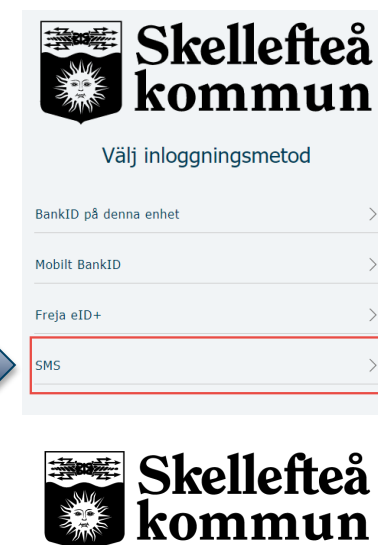 Skellefteå
kommun
Välj inloggningsmetod
BankID på denna enhet
Mobilt BankID
Freja eID+
SMS
Skellefteå
kommun